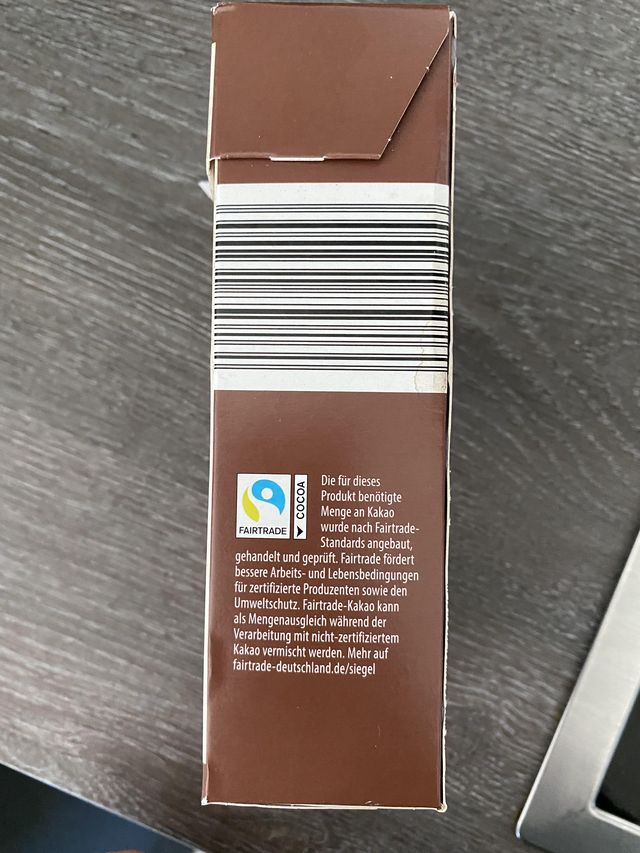 FAIRTRADE
COCOA
Die für dieses
Produkt benötigte
Menge an Kakao
wurde nach Fairtrade-
Standards angebaut,
gehandelt und geprüft. Fairtrade fördert
bessere Arbeits- und Lebensbedingungen
für zertifizierte Produzenten sowie den
Umweltschutz. Fairtrade-Kakao kann
als Mengenausgleich während der
Verarbeitung mit nicht-zertifiziertem
Kakao vermischt werden. Mehr auf
fairtrade-deutschland.de/siegel